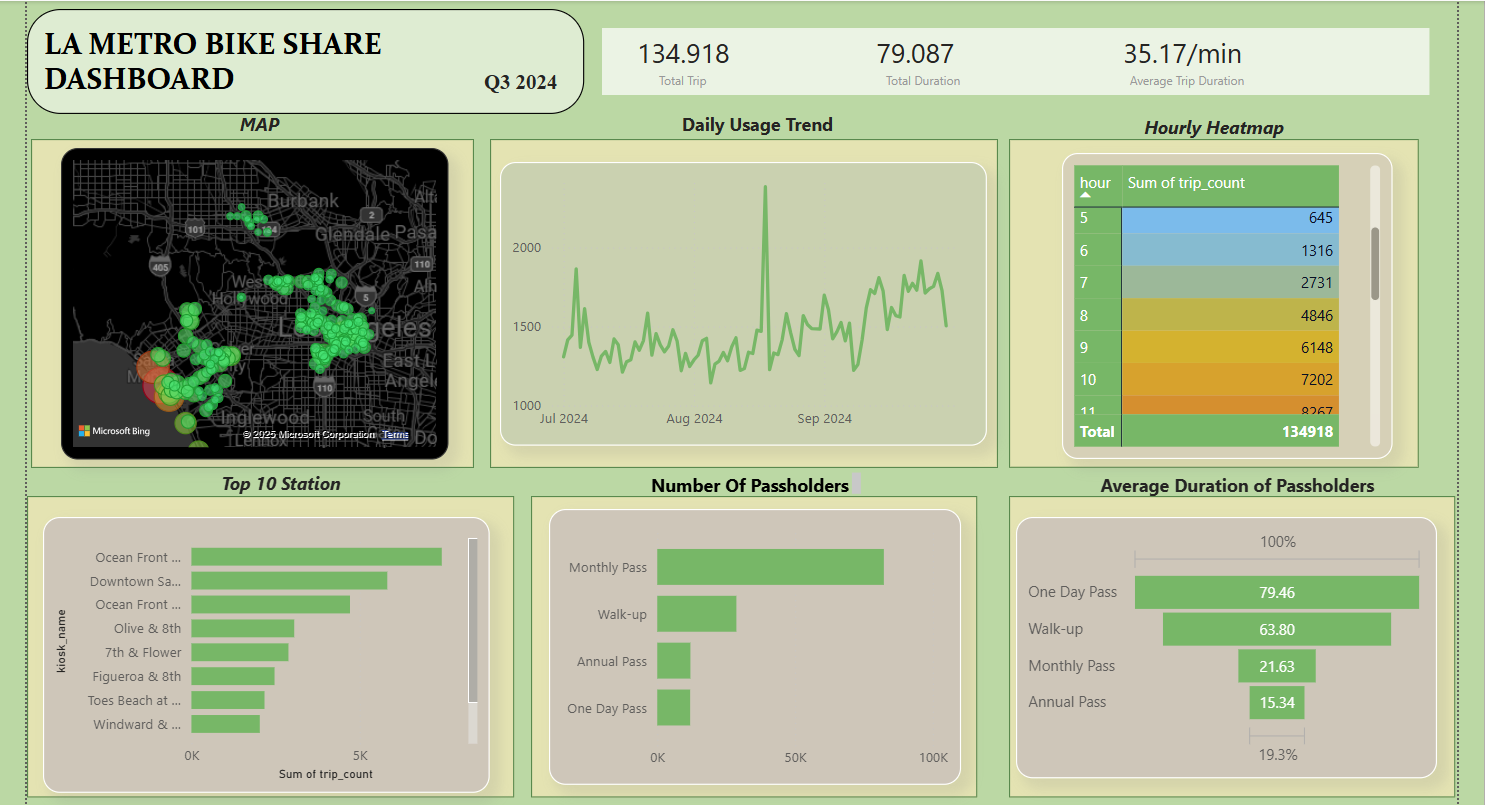 LA METRO BIKE SHARE
DASHBOARD
Q3 2024
134.918
Total Trip
79.087
Total Duration
35.17/min
Average Trip Duration
MAP
Burbank
2
101
Glendale
Pasa
405
110
West
Hollywood
5
110
Inglewood
East L
Angel
South
Microsoft Bing
© 2025 Microsoft Corporation Terms
Daily Usage Trend
2000
1500
1000
Jul 2024
Aug 2024
Sep 2024
Hourly Heatmap
hour Sum of trip_count
5 645
6 1316
7 2731
8 4846
9 6148
10 7202
11 8267
Total 134918
Top 10 Station
kiosk_name
Ocean Front ...
Downtown Sa...
Ocean Front ...
Olive & 8th
7th & Flower
Figueroa & 8th
Toes Beach at ...
Windward & ...
0K 5K
Sum of trip_count
Number Of Passholders
Monthly Pass
Walk-up
Annual Pass
One Day Pass
0K 50K 100K
Average Duration of Passholders
100%
One Day Pass 79.46
Walk-up 63.80
Monthly Pass 21.63
Annual Pass 15.34
19.3%